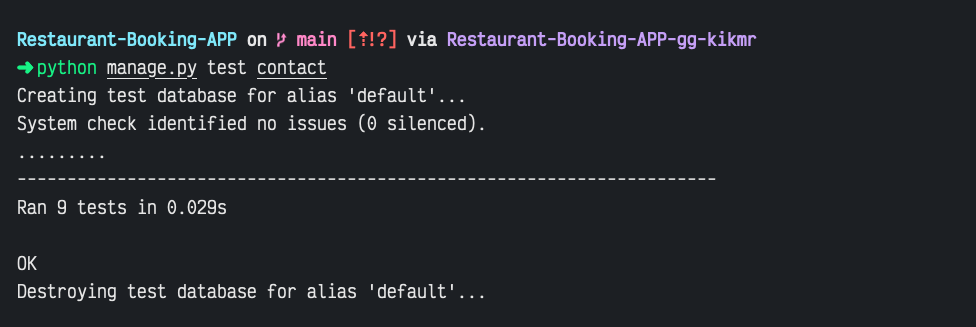 Restaurant-Booking-APP on main [⇡!?] via Restaurant-Booking-APP-gg-kikmr
➜ python manage.py test contact
Creating test database for alias 'default'...
System check identified no issues (0 silenced).
.........
----------------------------------------------------------------------
Ran 9 tests in 0.029s
OK
Destroying test database for alias 'default'...